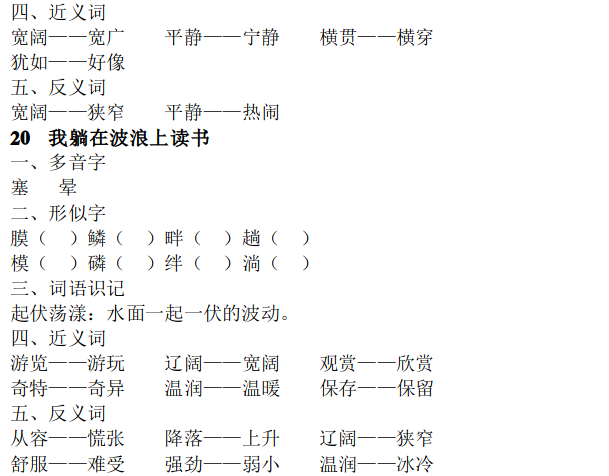 四、近义词
宽阔——宽广 平静——宁静 横贯——横穿
犹如——好像
五、反义词
宽阔——狭窄 平静——热闹
20 我躺在波浪上读书
一、多音字
塞 晕
二、形似字
膜（ ）鳞（ ）畔（ ）趟（ ）
模（ ）磷（ ）绊（ ）淌（ ）
三、词语识记
起伏荡漾：水面一起一伏的波动。
四、近义词
游览——游玩 辽阔——宽阔 观赏——欣赏
奇特——奇异 温润——温暖 保存——保留
五、反义词
从容——慌张 降落——上升 辽阔——狭窄
舒服——难受 强劲——弱小 温润——冰冷